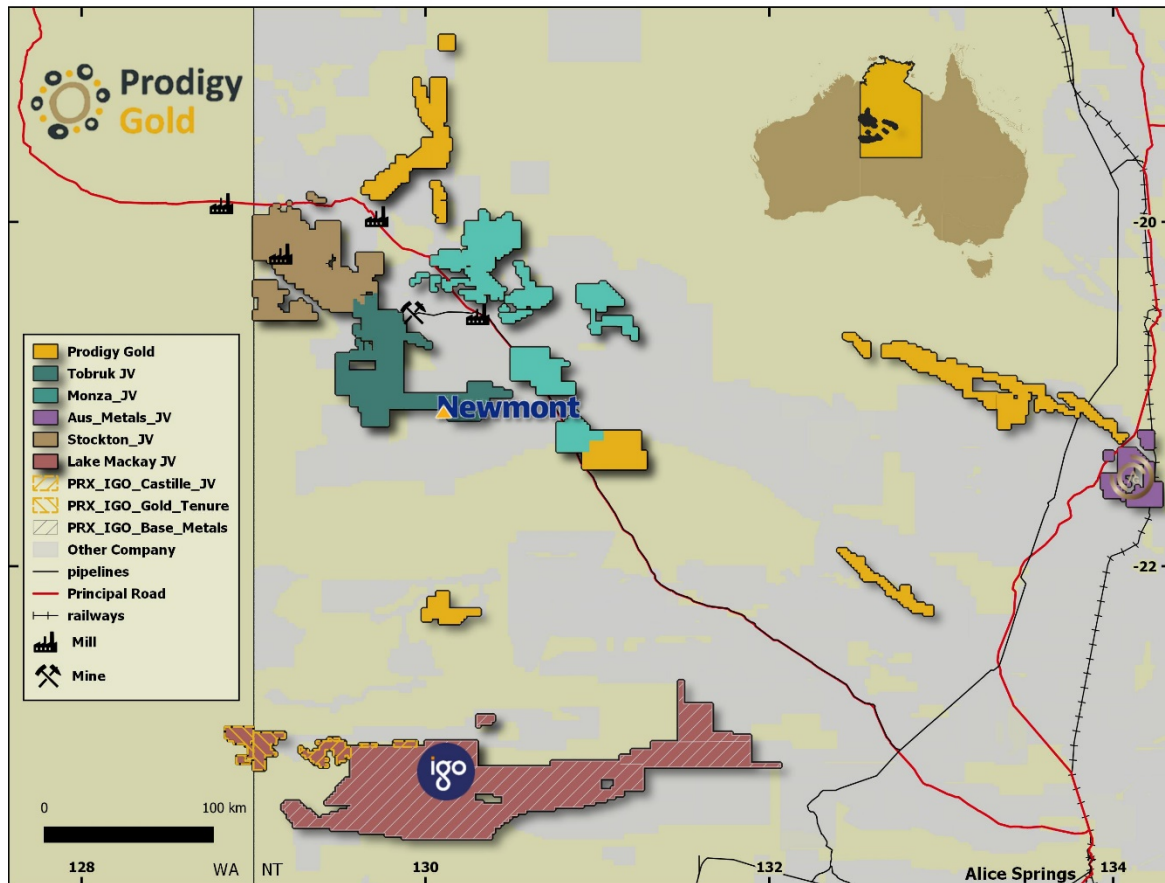 Prodigy
Gold
-20
Prodigy Gold
Tobruk JV
Monza_JV
Aus_Metals_JV
Stockton_JV
Lake Mackay JV
PRX_IGO_Castille_JV
PRX_IGO_Gold_Tenure
PRX_IGO_Base_Metals
Other Company
pipelines
Principal Road
railways
Mill
Mine
Newmont
-22
igo
0 100 km
128 WA NT 130 132 134
Alice Springs